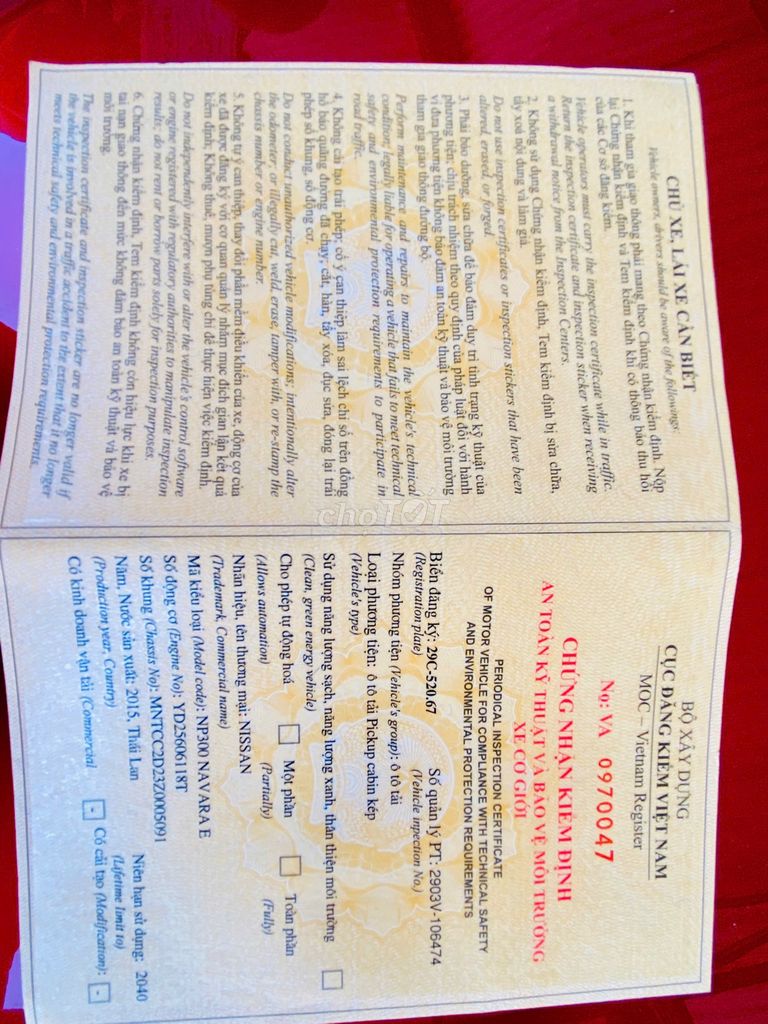 CHỦ XE, LÁI XE CẦN BIẾT
Vehicle owners, drivers should be aware of the followings:
1. Khi tham gia giao thông phải mang theo Chứng nhận kiểm định. Nộp
lại Chứng nhận kiểm định và Tem kiểm định khi có thông báo thu hồi
của các Cơ sở đăng kiểm.
Vehicle operators must carry the inspection certificate while in traffic.
Return the inspection certificate and inspection sticker when receiving
a withdrawal notice from the Inspection Centers.
2. Không sử dụng Chứng nhận kiểm định, Tem kiểm định bị sửa chữa,
tẩy xoá nội dung và làm giả.
Do not use inspection certificates or inspection stickers that have been
altered, erased, or forged.
3. Phải bảo dưỡng, sửa chữa để bảo đảm duy trì tình trạng kỹ thuật của
phương tiện; chịu trách nhiệm theo quy định của pháp luật đối với hành
vi đưa phương tiện không bảo đảm an toàn kỹ thuật và bảo vệ môi trường
tham gia giao thông đường bộ.
Perform maintenance and repairs to maintain the vehicle's technical
condition; legally liable for operating a vehicle that fails to meet technical
safety and environmental protection requirements to participate in
road traffic.
4. Không cải tạo trái phép; cố ý can thiệp làm sai lệch chỉ số trên đồng
hồ báo quãng đường đã chạy; cắt, hàn, tẩy xóa, đục sửa, đóng lại trái
phép số khung, số động cơ.
Do not conduct unauthorized vehicle modifications; intentionally alter
the odometer; or illegally cut, weld, erase, tamper with, or re-stamp the
chassis number or engine number.
5. Không tự ý can thiệp, thay đổi phần mềm điều khiển của xe, động cơ của
xe đã được đăng ký với cơ quan quản lý nhằm mục đích gian lận kết quả
kiểm định; Không thuê, mượn phụ tùng chỉ để thực hiện việc kiểm định.
Do not independently interfere with or alter the vehicle's control software
or engine registered with regulatory authorities to manipulate inspection
results; do not rent or borrow parts solely for inspection purposes.
6. Chứng nhận kiểm định, Tem kiểm định không còn hiệu lực khi xe bị
tai nạn giao thông đến mức không đảm bảo an toàn kỹ thuật và bảo vệ
môi trường.
The inspection certificate and inspection sticker are no longer valid if
the vehicle is involved in a traffic accident to the extent that it no longer
meets technical safety and environmental protection requirements.
choTỐT
BỘ XÂY DỰNG
CỤC ĐĂNG KIỂM VIỆT NAM
MOC – Vietnam Register
No: VA 0970047
CHỨNG NHẬN KIỂM ĐỊNH
AN TOÀN KỸ THUẬT VÀ BẢO VỆ MÔI TRƯỜNG
XE CƠ GIỚI
PERIODICAL INSPECTION CERTIFICATE
OF MOTOR VEHICLE FOR COMPLIANCE WITH TECHNICAL SAFETY
AND ENVIRONMENTAL PROTECTION REQUIREMENTS
Biển đăng ký: 29C-520.67 Số quản lý PT: 2903V-106474
(Registration plate) (Vehicle inpection No.)
Nhóm phương tiện (Vehicle's group): ô tô tải
Loại phương tiện: ô tô tải Pickup cabin kép
(Vehicle's type)
Sử dụng năng lượng sạch, năng lượng xanh, thân thiện môi trường
(Clean, green energy vehicle)
Cho phép tự động hoá Một phần Toàn phần
(Allows automation) (Partially) (Fully)
Nhãn hiệu, tên thương mại: NISSAN
(Trademark, Commercial name)
Mã kiểu loại (Model code): NP300 NAVARA E
Số động cơ (Engine No): YD25606118T
Số khung (Chassis No): MNTCC2D23Z0005091
Năm, Nước sản xuất: 2015, Thái Lan Niên hạn sử dụng: 2040
(Production year, Country) (Lifetime limit to)
Có kinh doanh vận tải (Commercial - Có cải tạo (Modification): -